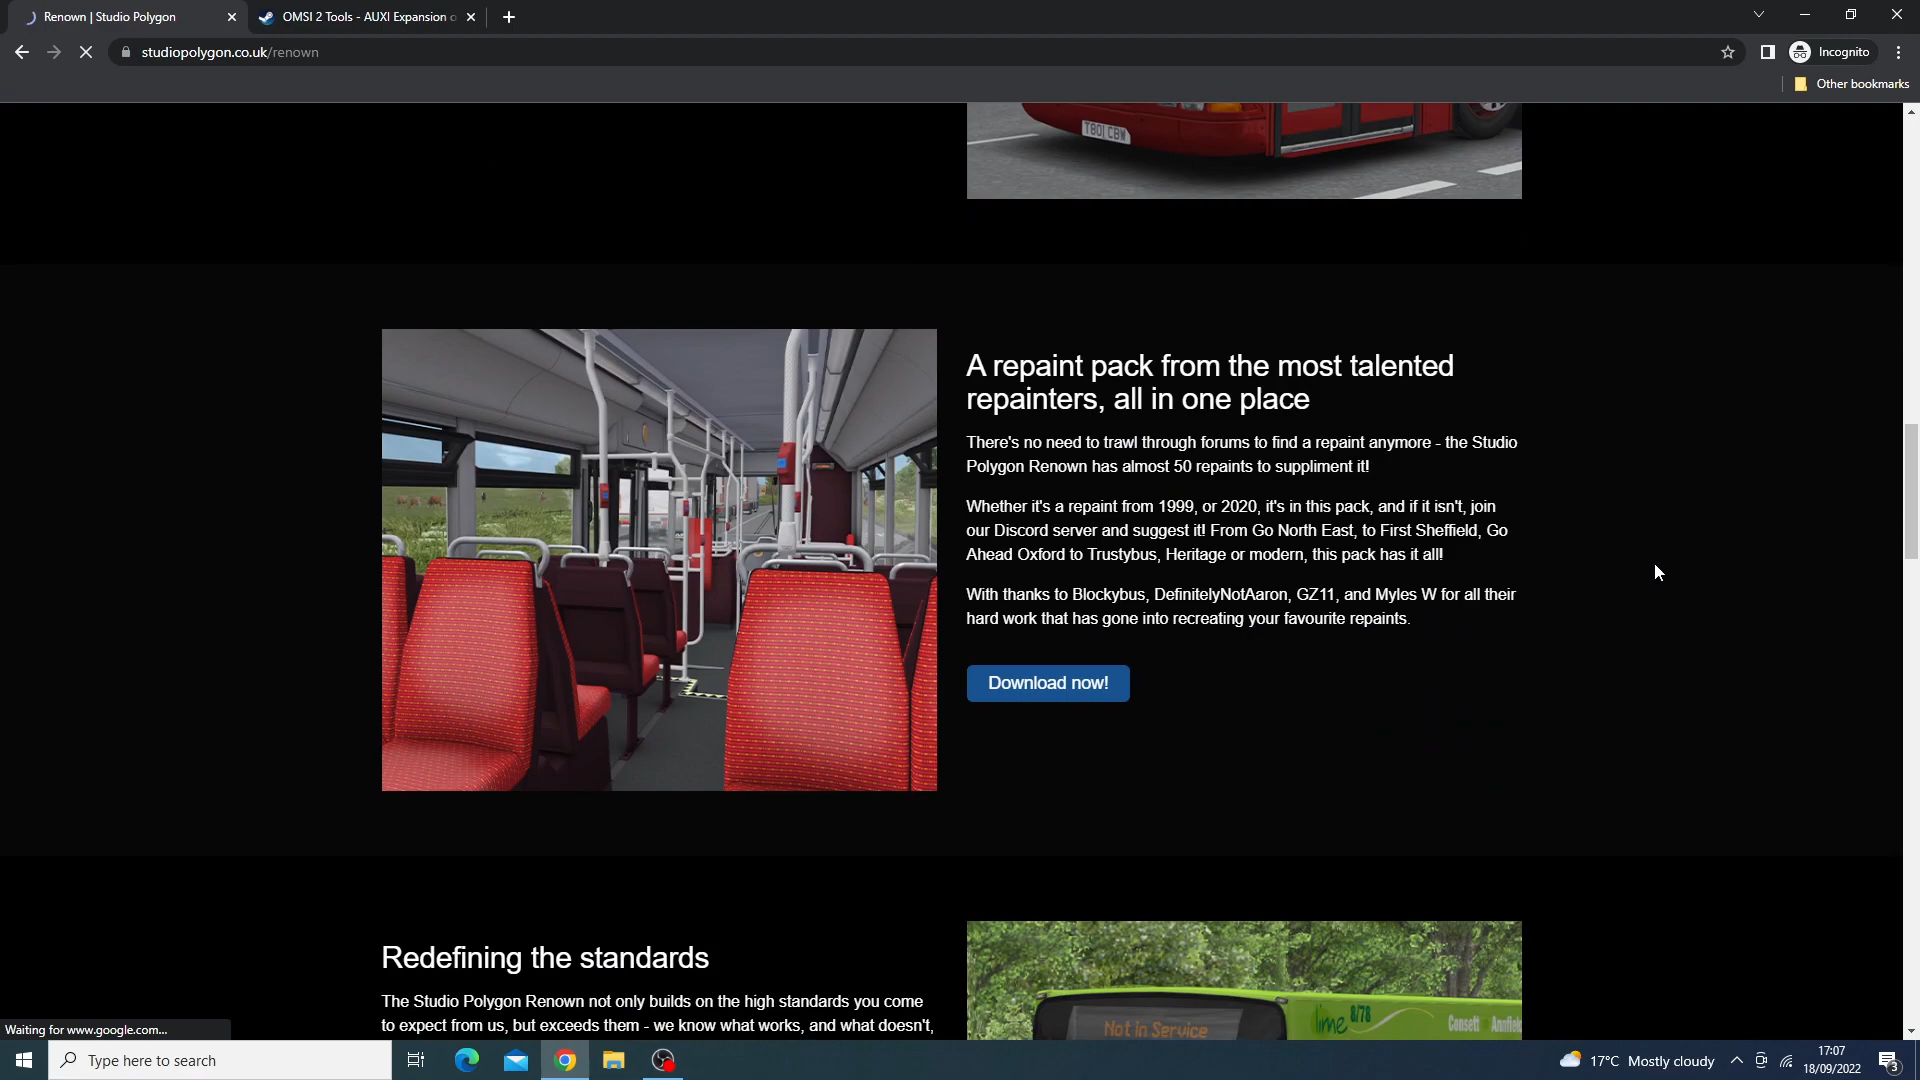 Renown | Studio Polygon
OMSI 2 Tools - AUXI Expansion o
studiopolygon.co.uk/renown
Incognito
Other bookmarks
T801 CBW
A repaint pack from the most talented
repainters, all in one place
There's no need to trawl through forums to find a repaint anymore - the Studio
Polygon Renown has almost 50 repaints to suppliment it!
Whether it's a repaint from 1999, or 2020, it's in this pack, and if it isn't, join
our Discord server and suggest it! From Go North East, to First Sheffield, Go
Ahead Oxford to Trustybus, Heritage or modern, this pack has it all!
With thanks to Blockybus, DefinitelyNotAaron, GZ11, and Myles W for all their
hard work that has gone into recreating your favourite repaints.
Download now!
Redefining the standards
The Studio Polygon Renown not only builds on the high standards you come
to expect from us, but exceeds them - we know what works, and what doesn't,
Not in Service
lime 8/78
Consett
Waiting for www.google.com...
Type here to search
17°C Mostly cloudy
17:07
18/09/2022
3